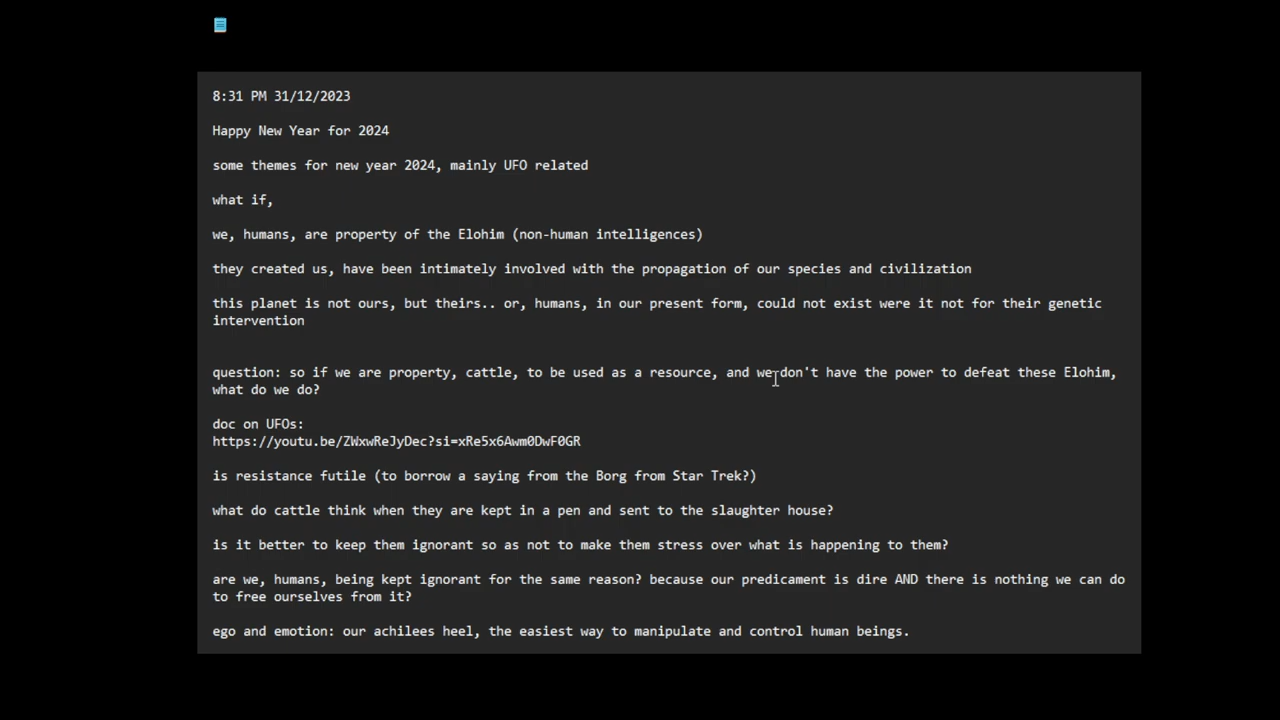 8:31 PM 31/12/2023
Happy New Year for 2024
some themes for new year 2024, mainly UFO related
what if,
we, humans, are property of the Elohim (non-human intelligences)
they created us, have been intimately involved with the propagation of our species and civilization
this planet is not ours, but theirs.. or, humans, in our present form, could not exist were it not for their genetic
intervention
question: so if we are property, cattle, to be used as a resource, and we don't have the power to defeat these Elohim,
what do we do?
doc on UFOs:
https://youtu.be/ZWxwReJyDec?si=xRe5x6Awm0DwF0GR
is resistance futile (to borrow a saying from the Borg from Star Trek?)
what do cattle think when they are kept in a pen and sent to the slaughter house?
is it better to keep them ignorant so as not to make them stress over what is happening to them?
are we, humans, being kept ignorant for the same reason? because our predicament is dire AND there is nothing we can do
to free ourselves from it?
ego and emotion: our achilees heel, the easiest way to manipulate and control human beings.